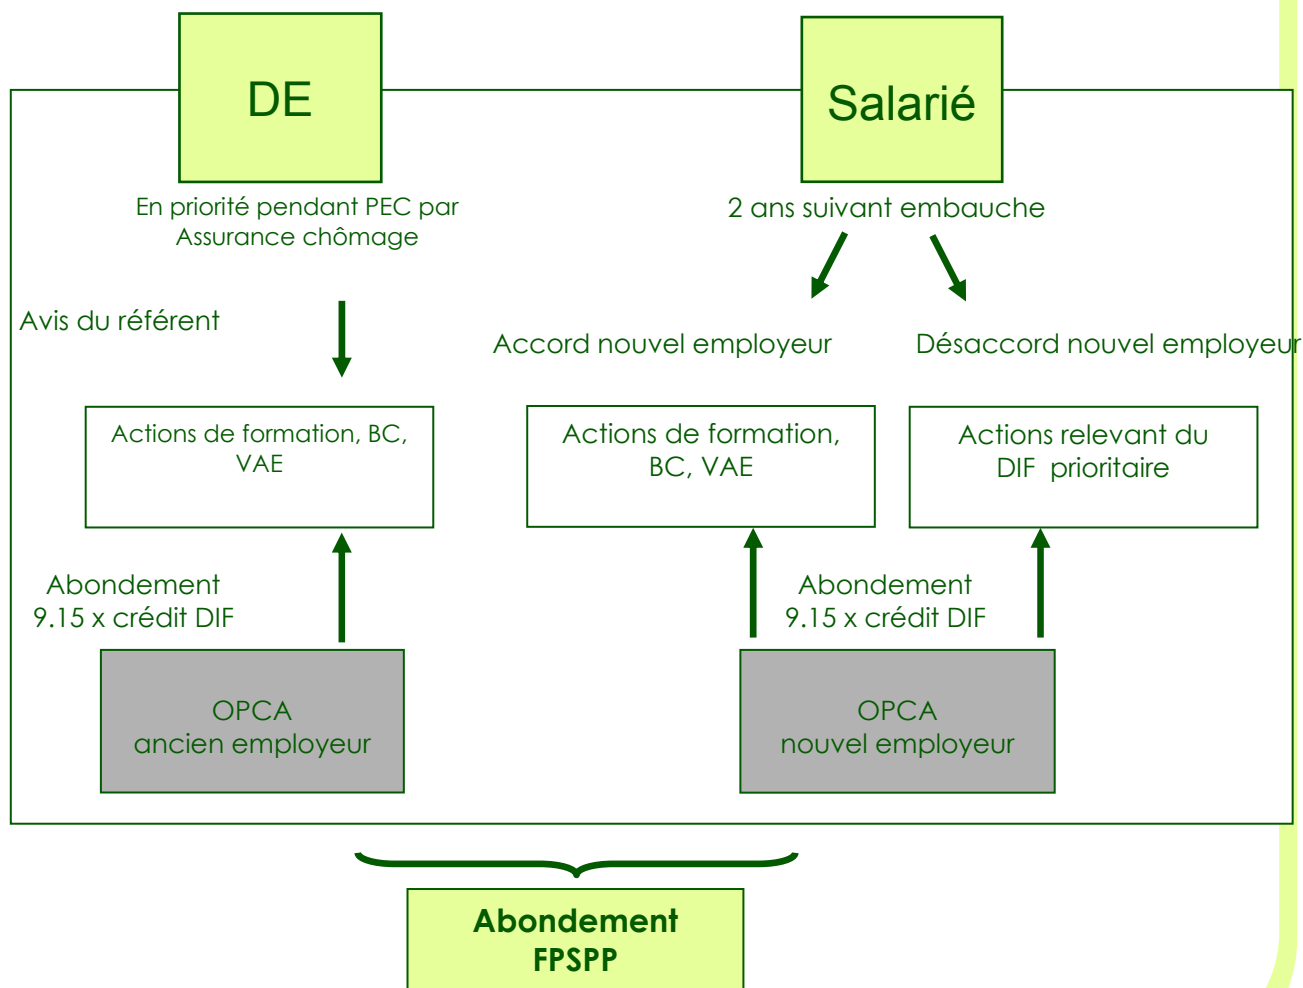 DE
Salarié
En priorité pendant PEC par
Assurance chômage
2 ans suivant embauche
Avis du référent
Accord nouvel employeur
Désaccord nouvel employeur
Actions de formation, BC,
VAE
Actions de formation,
BC, VAE
Actions relevant du
DIF prioritaire
Abondement
9.15 x crédit DIF
Abondement
9.15 x crédit DIF
OPCA
ancien employeur
OPCA
nouvel employeur
Abondement
FPSPP